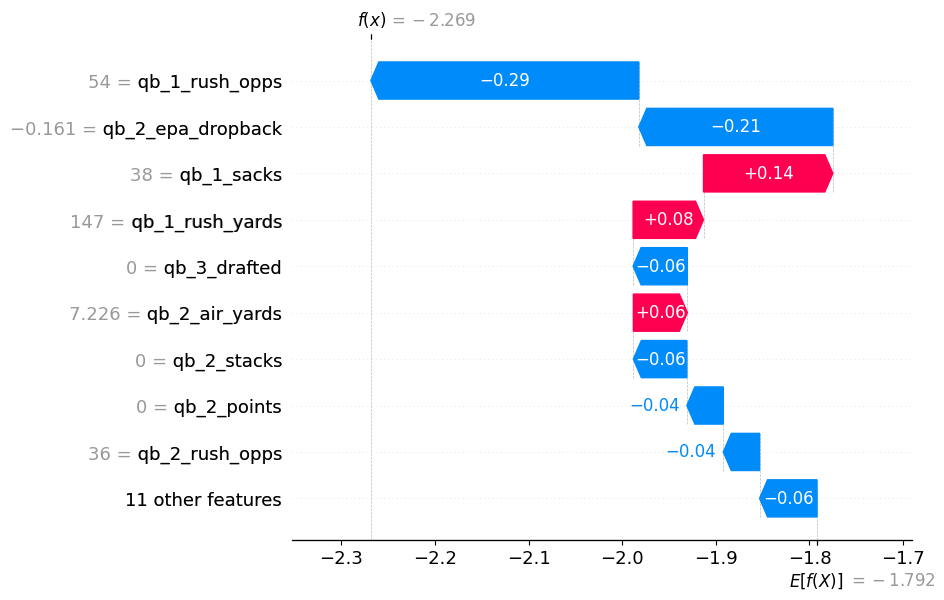 f(x) = −2.269
54 = qb_1_rush_opps
−0.29
−0.161 = qb_2_epa_dropback
−0.21
38 = qb_1_sacks
+0.14
147 = qb_1_rush_yards
+0.08
0 = qb_3_drafted
−0.06
7.226 = qb_2_air_yards
+0.06
0 = qb_2_stacks
−0.06
0 = qb_2_points
−0.04
36 = qb_2_rush_opps
−0.04
11 other features
−0.06
−2.3 −2.2 −2.1 −2.0 −1.9 −1.8 −1.7
E[f(X)] = −1.792